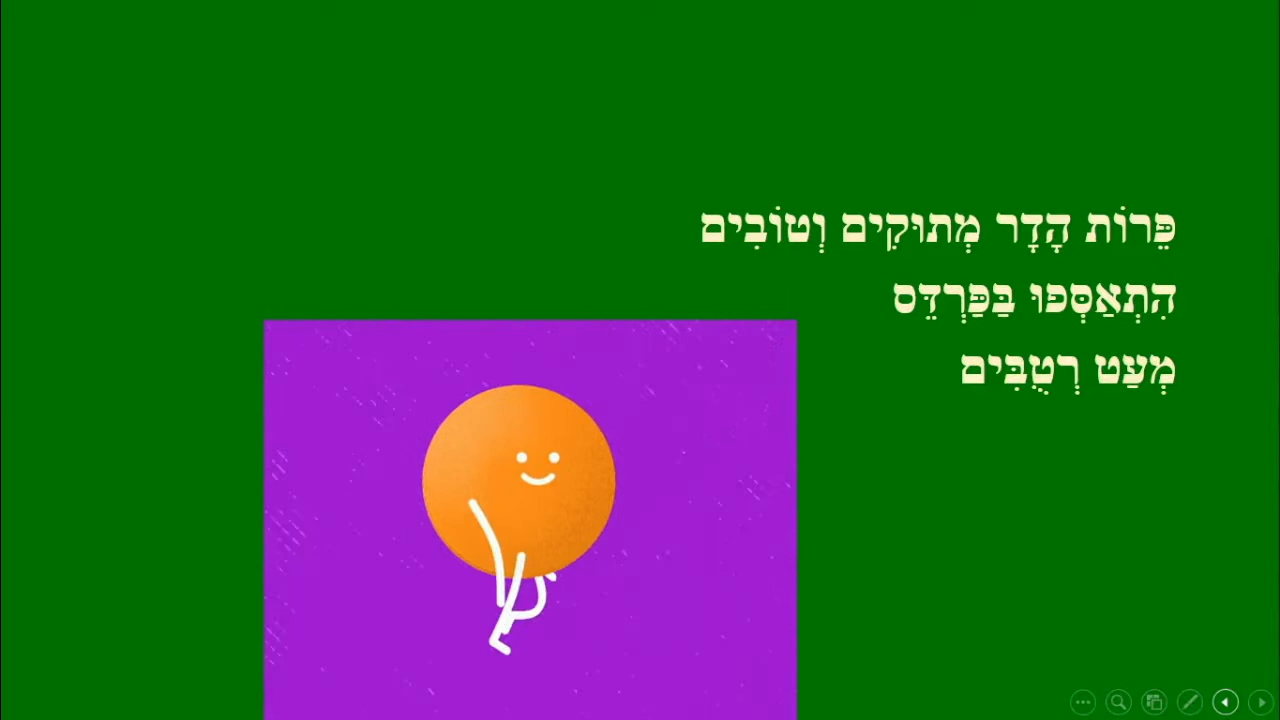 פֵּרוֹת הָדָר מְתוּקִים וְטוֹבִים
הִתְאַסְּפוּ בַּפַּרְדֵּס
מְעַט רְטֻבִּים